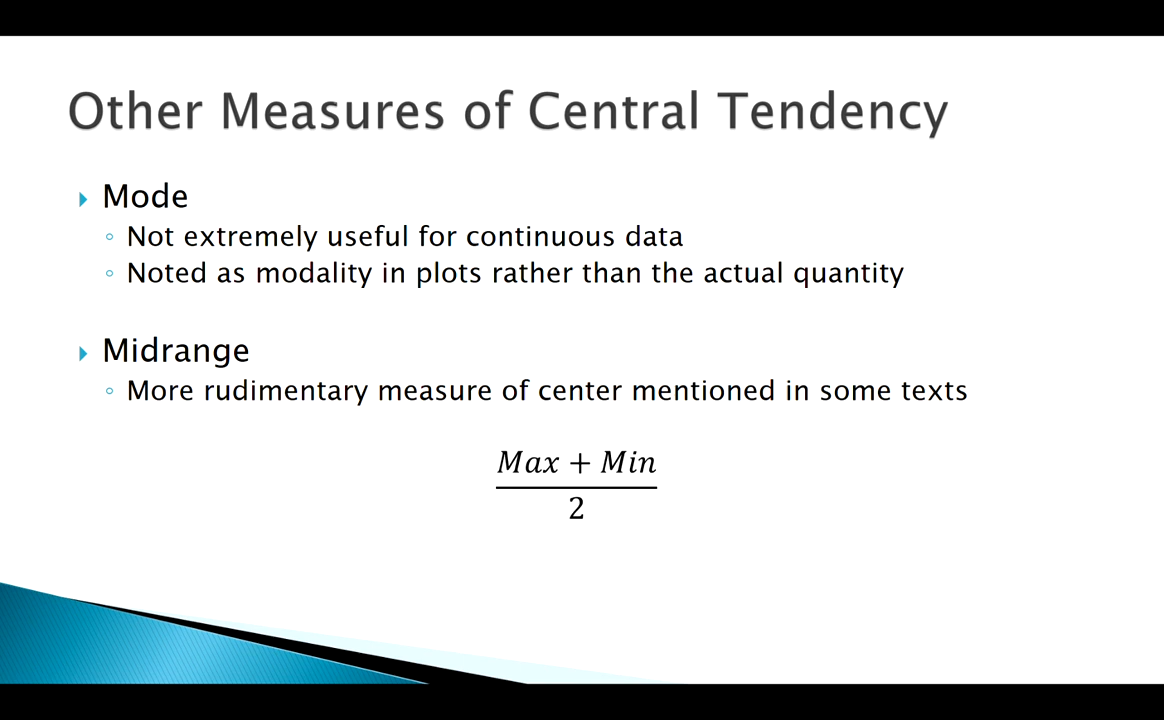 Other Measures of Central Tendency
Mode
Not extremely useful for continuous data
Noted as modality in plots rather than the actual quantity
Midrange
More rudimentary measure of center mentioned in some texts
Max + Min
2